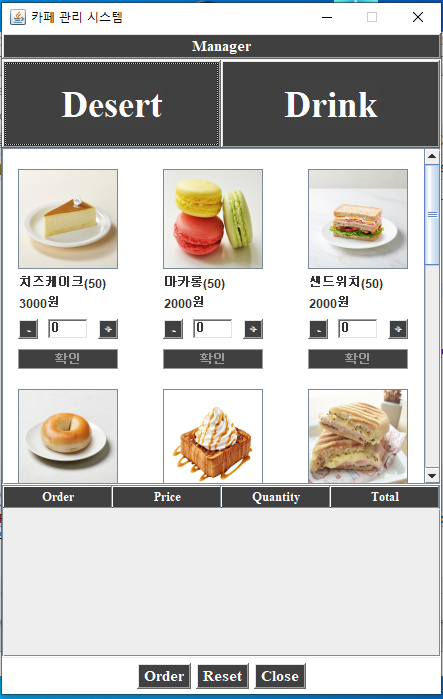 카페 관리 시스템
Manager
Desert Drink
치즈케이크(50) 마카롱(50) 샌드위치(50)
3000원 2000원 2000원
- 0 + - 0 + - 0 +
확인 확인 확인
Order Price Quantity Total
Order Reset Close